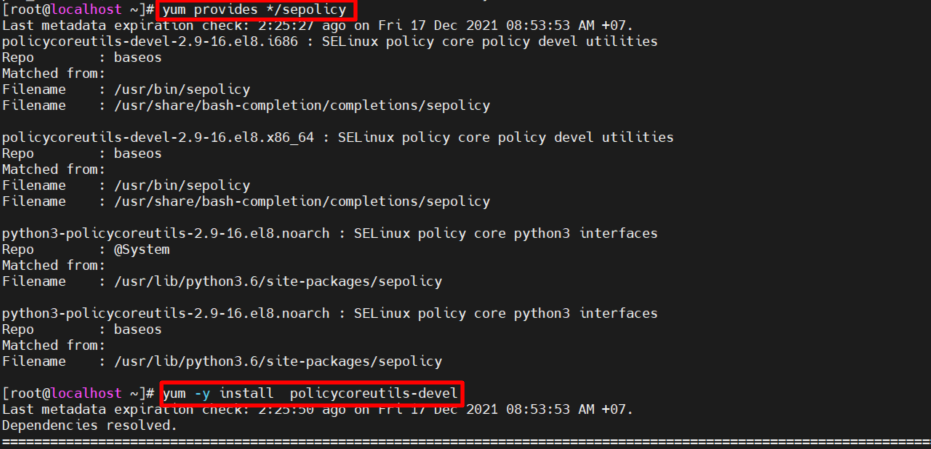 [root@localhost ~]# yum provides */sepolicy
Last metadata expiration check: 2:25:27 ago on Fri 17 Dec 2021 08:53:53 AM +07.
policycoreutils-devel-2.9-16.el8.i686 : SELinux policy core policy devel utilities
Repo        : baseos
Matched from:
Filename    : /usr/bin/sepolicy
Filename    : /usr/share/bash-completion/completions/sepolicy
policycoreutils-devel-2.9-16.el8.x86_64 : SELinux policy core policy devel utilities
Repo        : baseos
Matched from:
Filename    : /usr/bin/sepolicy
Filename    : /usr/share/bash-completion/completions/sepolicy
python3-policycoreutils-2.9-16.el8.noarch : SELinux policy core python3 interfaces
Repo        : @System
Matched from:
Filename    : /usr/lib/python3.6/site-packages/sepolicy
python3-policycoreutils-2.9-16.el8.noarch : SELinux policy core python3 interfaces
Repo        : baseos
Matched from:
Filename    : /usr/lib/python3.6/site-packages/sepolicy
[root@localhost ~]# yum -y install  policycoreutils-devel
Last metadata expiration check: 2:25:50 ago on Fri 17 Dec 2021 08:53:53 AM +07.
Dependencies resolved.
====================================================================================================================